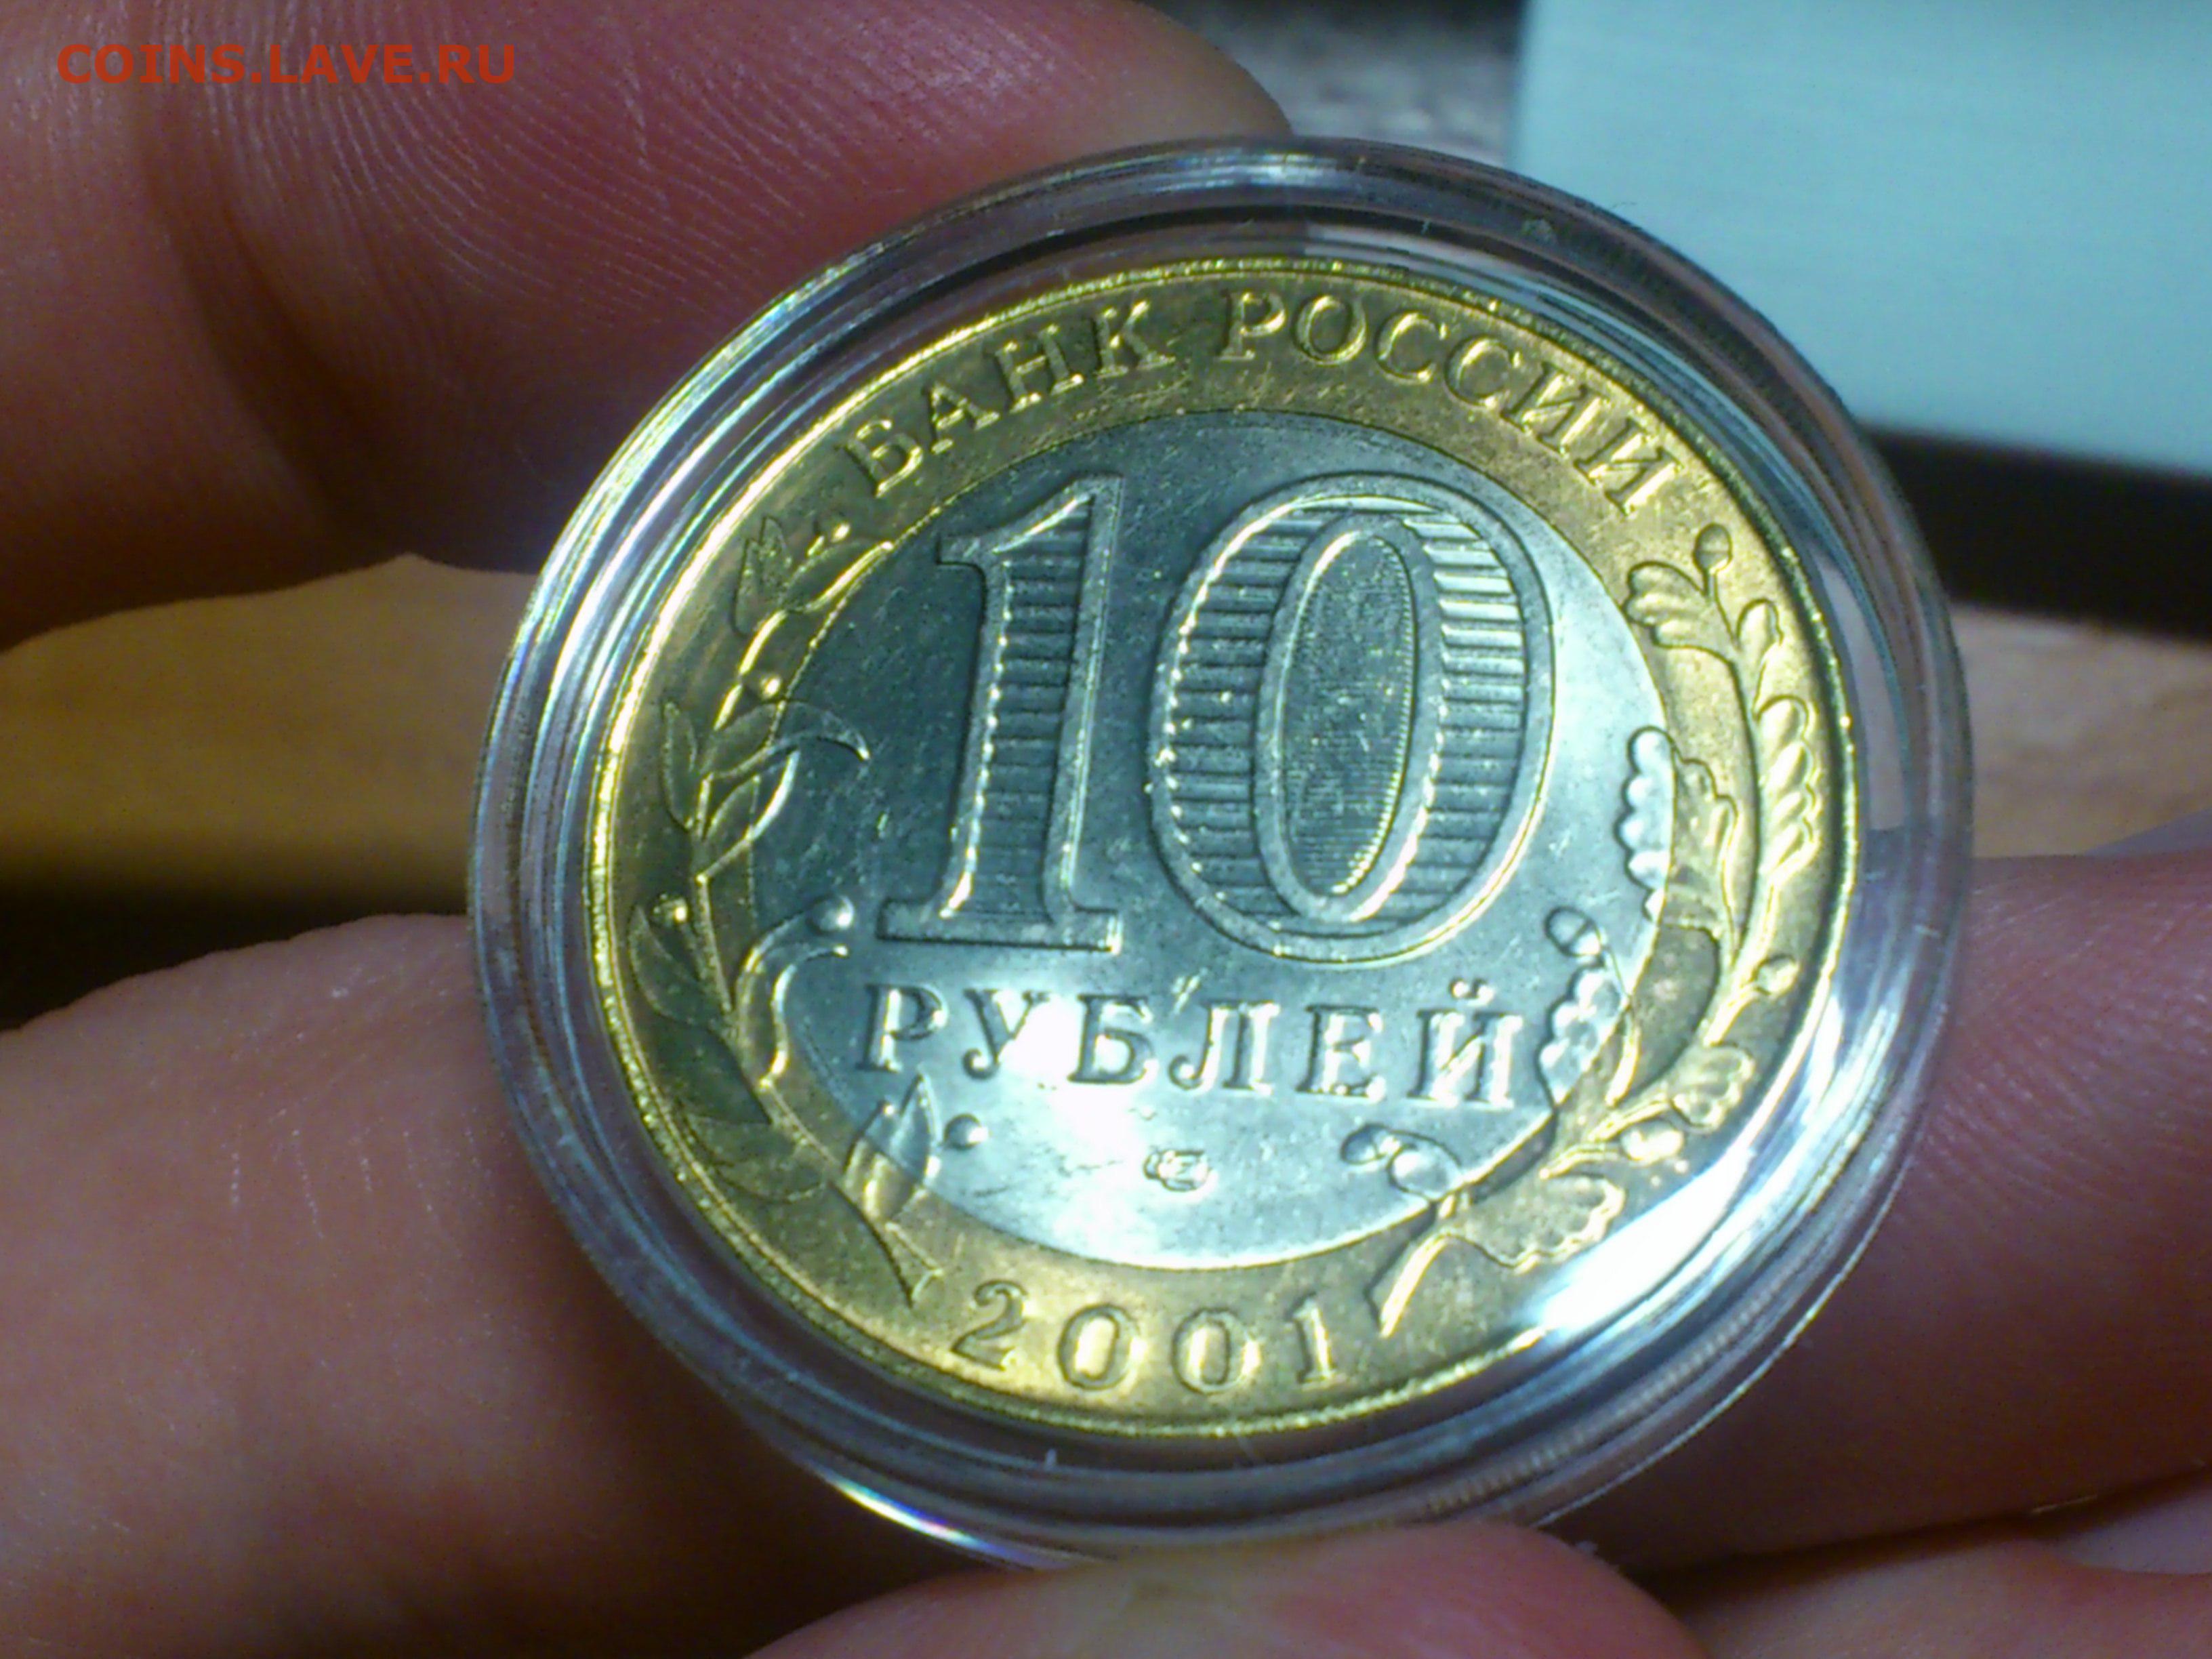 COINS.LAVE.RU
БАНК РОССИИ
10
РУБЛЕЙ
2001